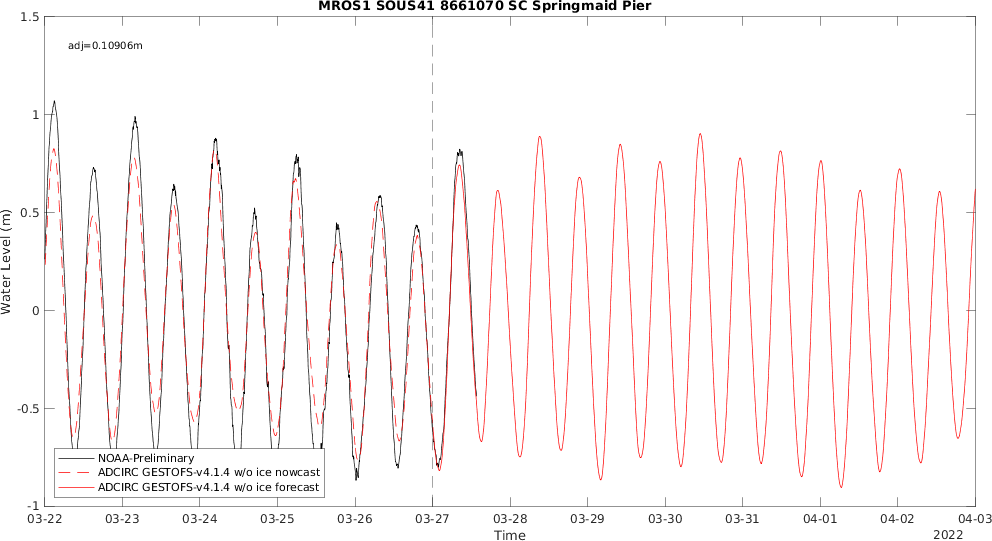 MROS1 SOUS41 8661070 SC Springmaid Pier
1.5
adj=0.10906m
1
0.5
0
-0.5
-1
Water Level (m)
NOAA-Preliminary
ADCIRC GESTOFS-v4.1.4 w/o ice nowcast
ADCIRC GESTOFS-v4.1.4 w/o ice forecast
03-22 03-23 03-24 03-25 03-26 03-27 03-28 03-29 03-30 03-31 04-01 04-02 04-03
Time
2022